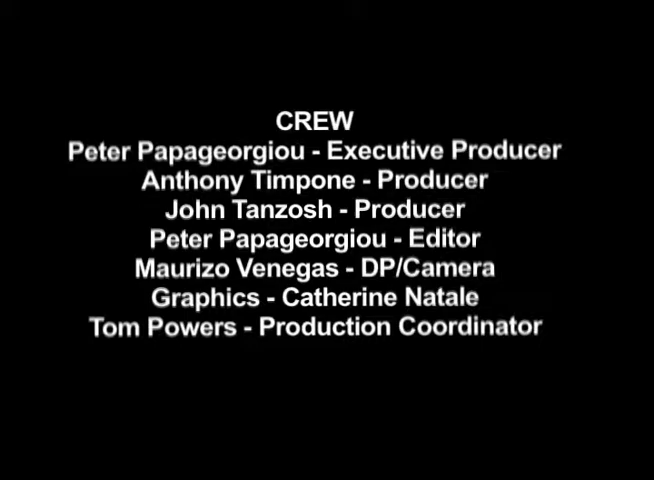 CREW
Peter Papageorgiou - Executive Producer
Anthony Timpone - Producer
John Tanzosh - Producer
Peter Papageorgiou - Editor
Maurizo Venegas - DP/Camera
Graphics - Catherine Natale
Tom Powers - Production Coordinator